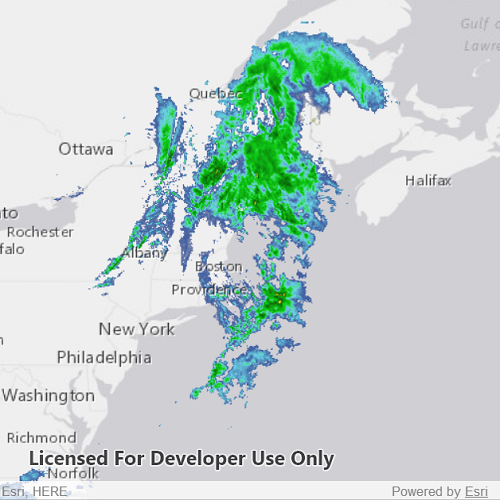 Gulf o
Lawre
Quebec
Ottawa
Halifax
nto
Rochester
ffalo
Albany
Boston
Providence
New York
Philadelphia
Washington
Richmond
Licensed For Developer Use Only
Norfolk
Esri, HERE
Powered by Esri